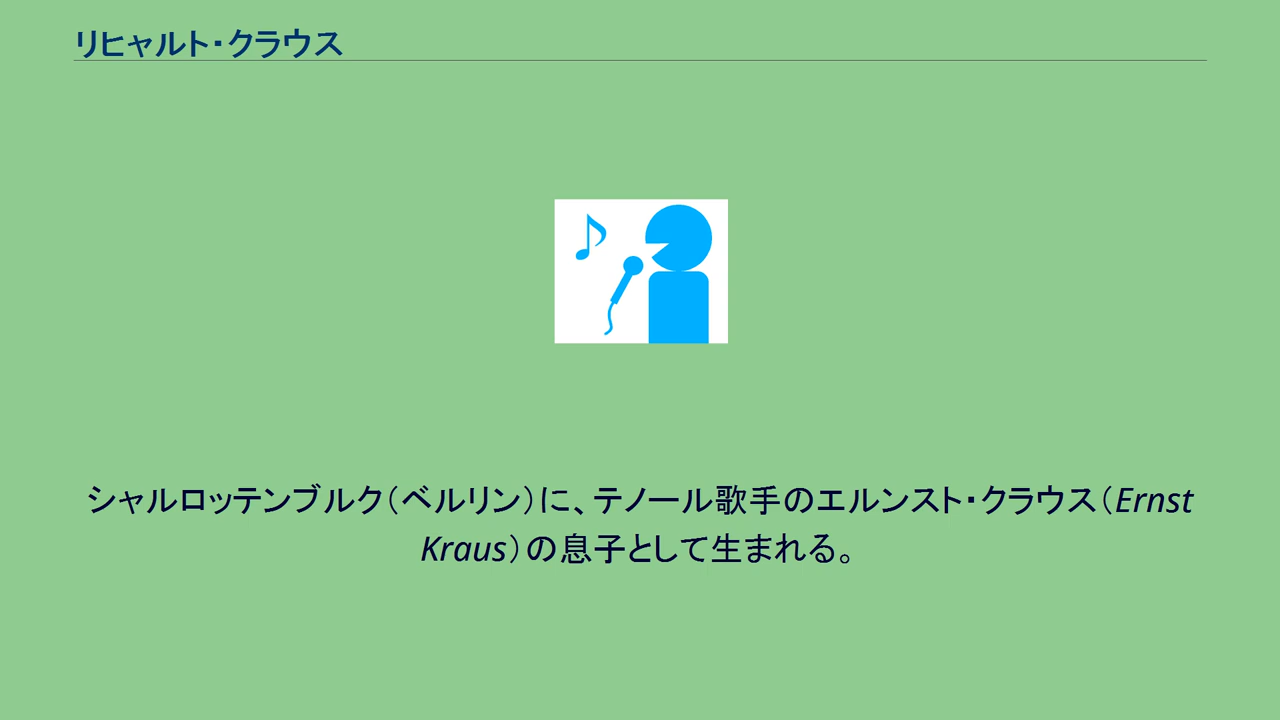 リヒャルト・クラウス
シャルロッテンブルク（ベルリン）に、テノール歌手のエルンスト・クラウス（Ernst
Kraus）の息子として生まれる。